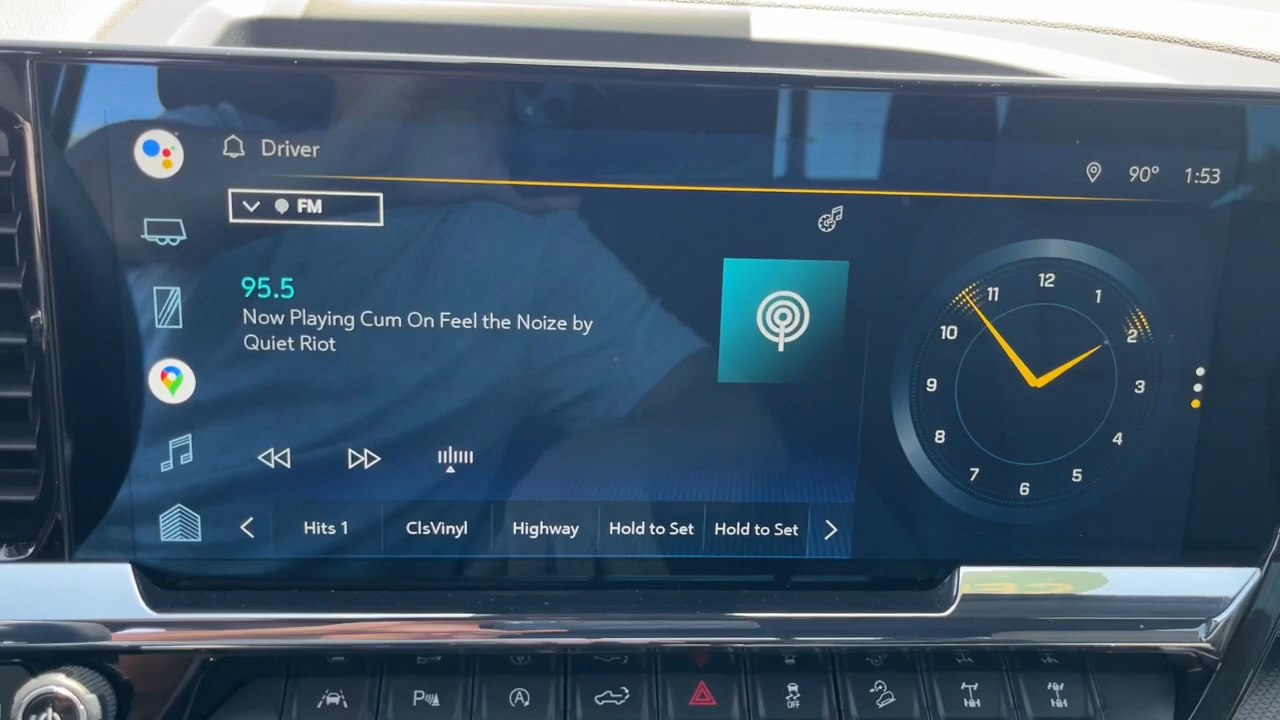 Driver
90° 1:53
FM
95.5
Now Playing Cum On Feel the Noize by
Quiet Riot
12
1
2
3
4
5
6
7
8
9
10
11
Hits 1
ClsVinyl
Highway
Hold to Set
Hold to Set
P
A
OFF